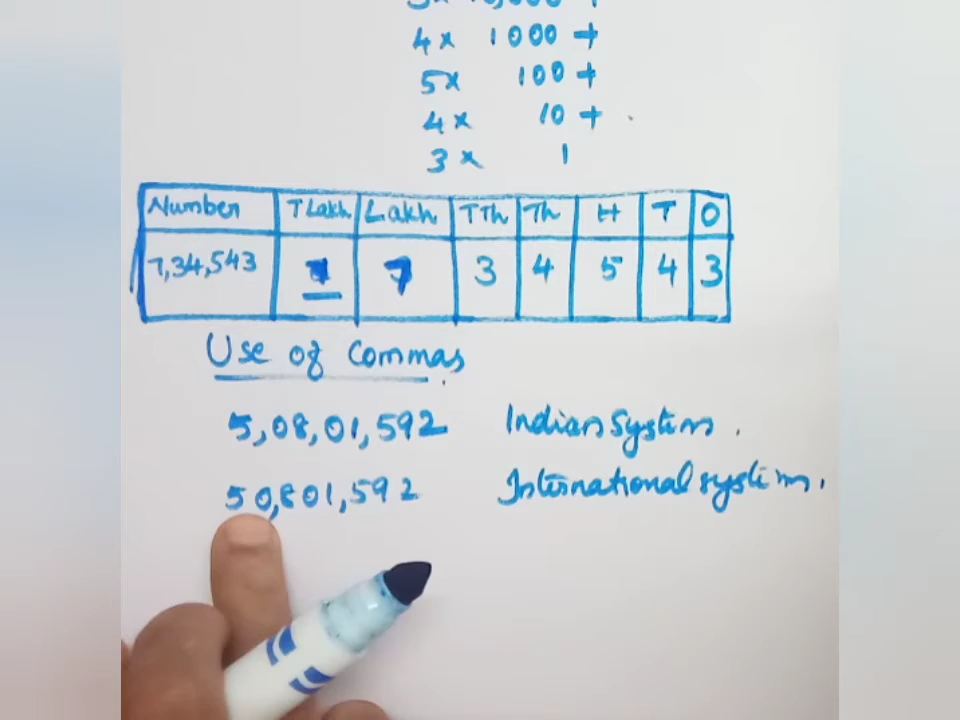 4 × 1000 +
5 × 100 +
4 × 10 +
3 × 1
Number T Lakh Lakh T Th Th H T O
7,34,543 7 3 4 5 4 3
Use of Commas
5,08,01,592 Indian System.
50,801,592 International system.